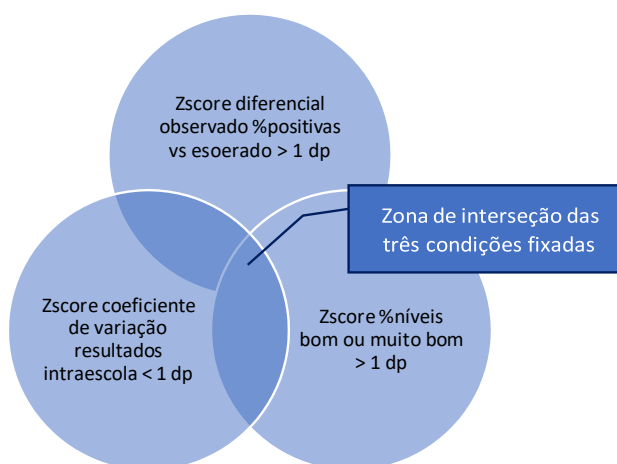 Zscore diferencial
observado %positivas
vs esoerado > 1 dp
Zona de interseção das
três condições fixadas
Zscore coeficiente
de variação
resultados
intraescola < 1 dp
Zscore %níveis
bom ou muito bom
> 1 dp